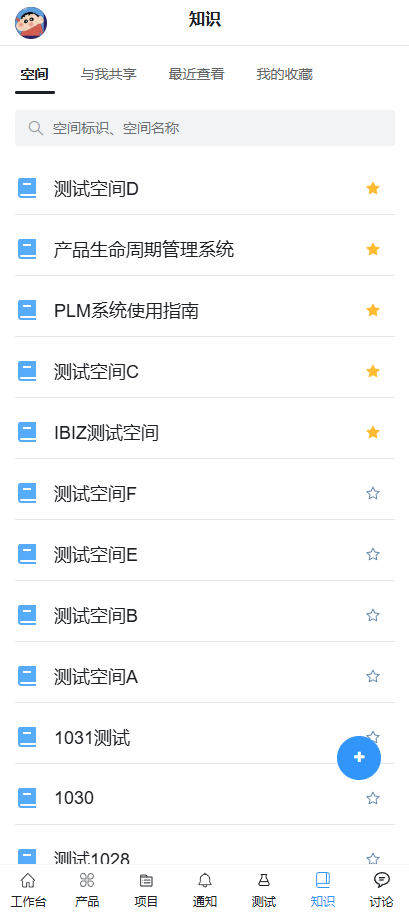 知识
空间 与我共享 最近查看 我的收藏
空间标识、空间名称
测试空间D
产品生命周期管理系统
PLM系统使用指南
测试空间C
IBIZ测试空间
测试空间F
测试空间E
测试空间B
测试空间A
1031测试
1030
测试1028
工作台 产品 项目 通知 测试 知识 讨论